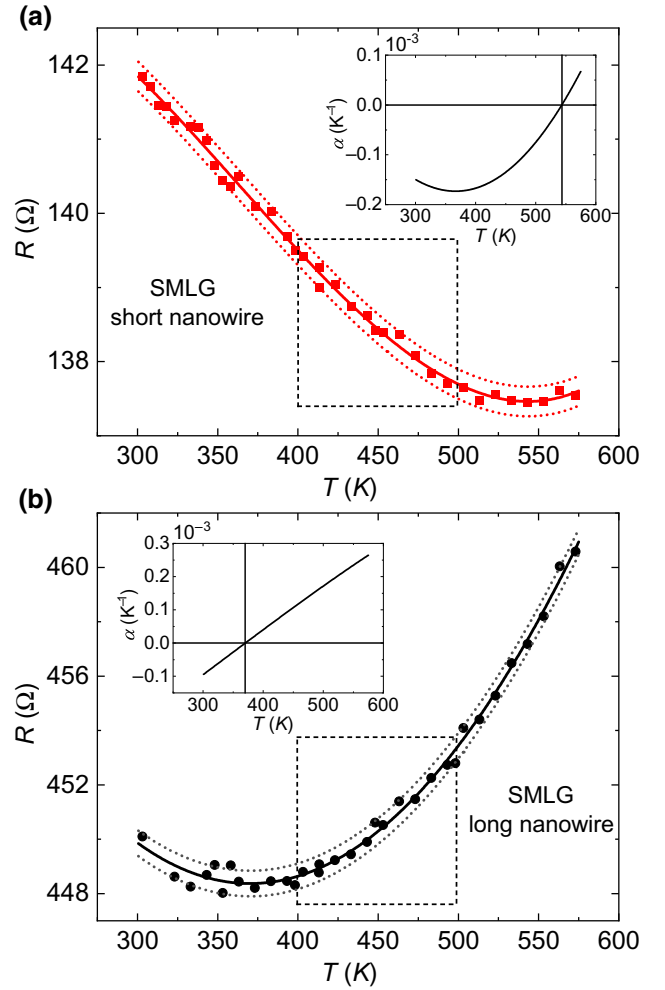 (a)
142
140
138
R (Ω)
300 350 400 450 500 550 600
T (K)
SMLG
short nanowire
10⁻³
0.1
0.0
−0.1
−0.2
α (K⁻¹)
300 400 500 600
T (K)
(b)
460
456
452
448
R (Ω)
300 350 400 450 500 550 600
T (K)
SMLG
long nanowire
10⁻³
0.3
0.2
0.1
0.0
−0.1
α (K⁻¹)
300 400 500 600
T (K)